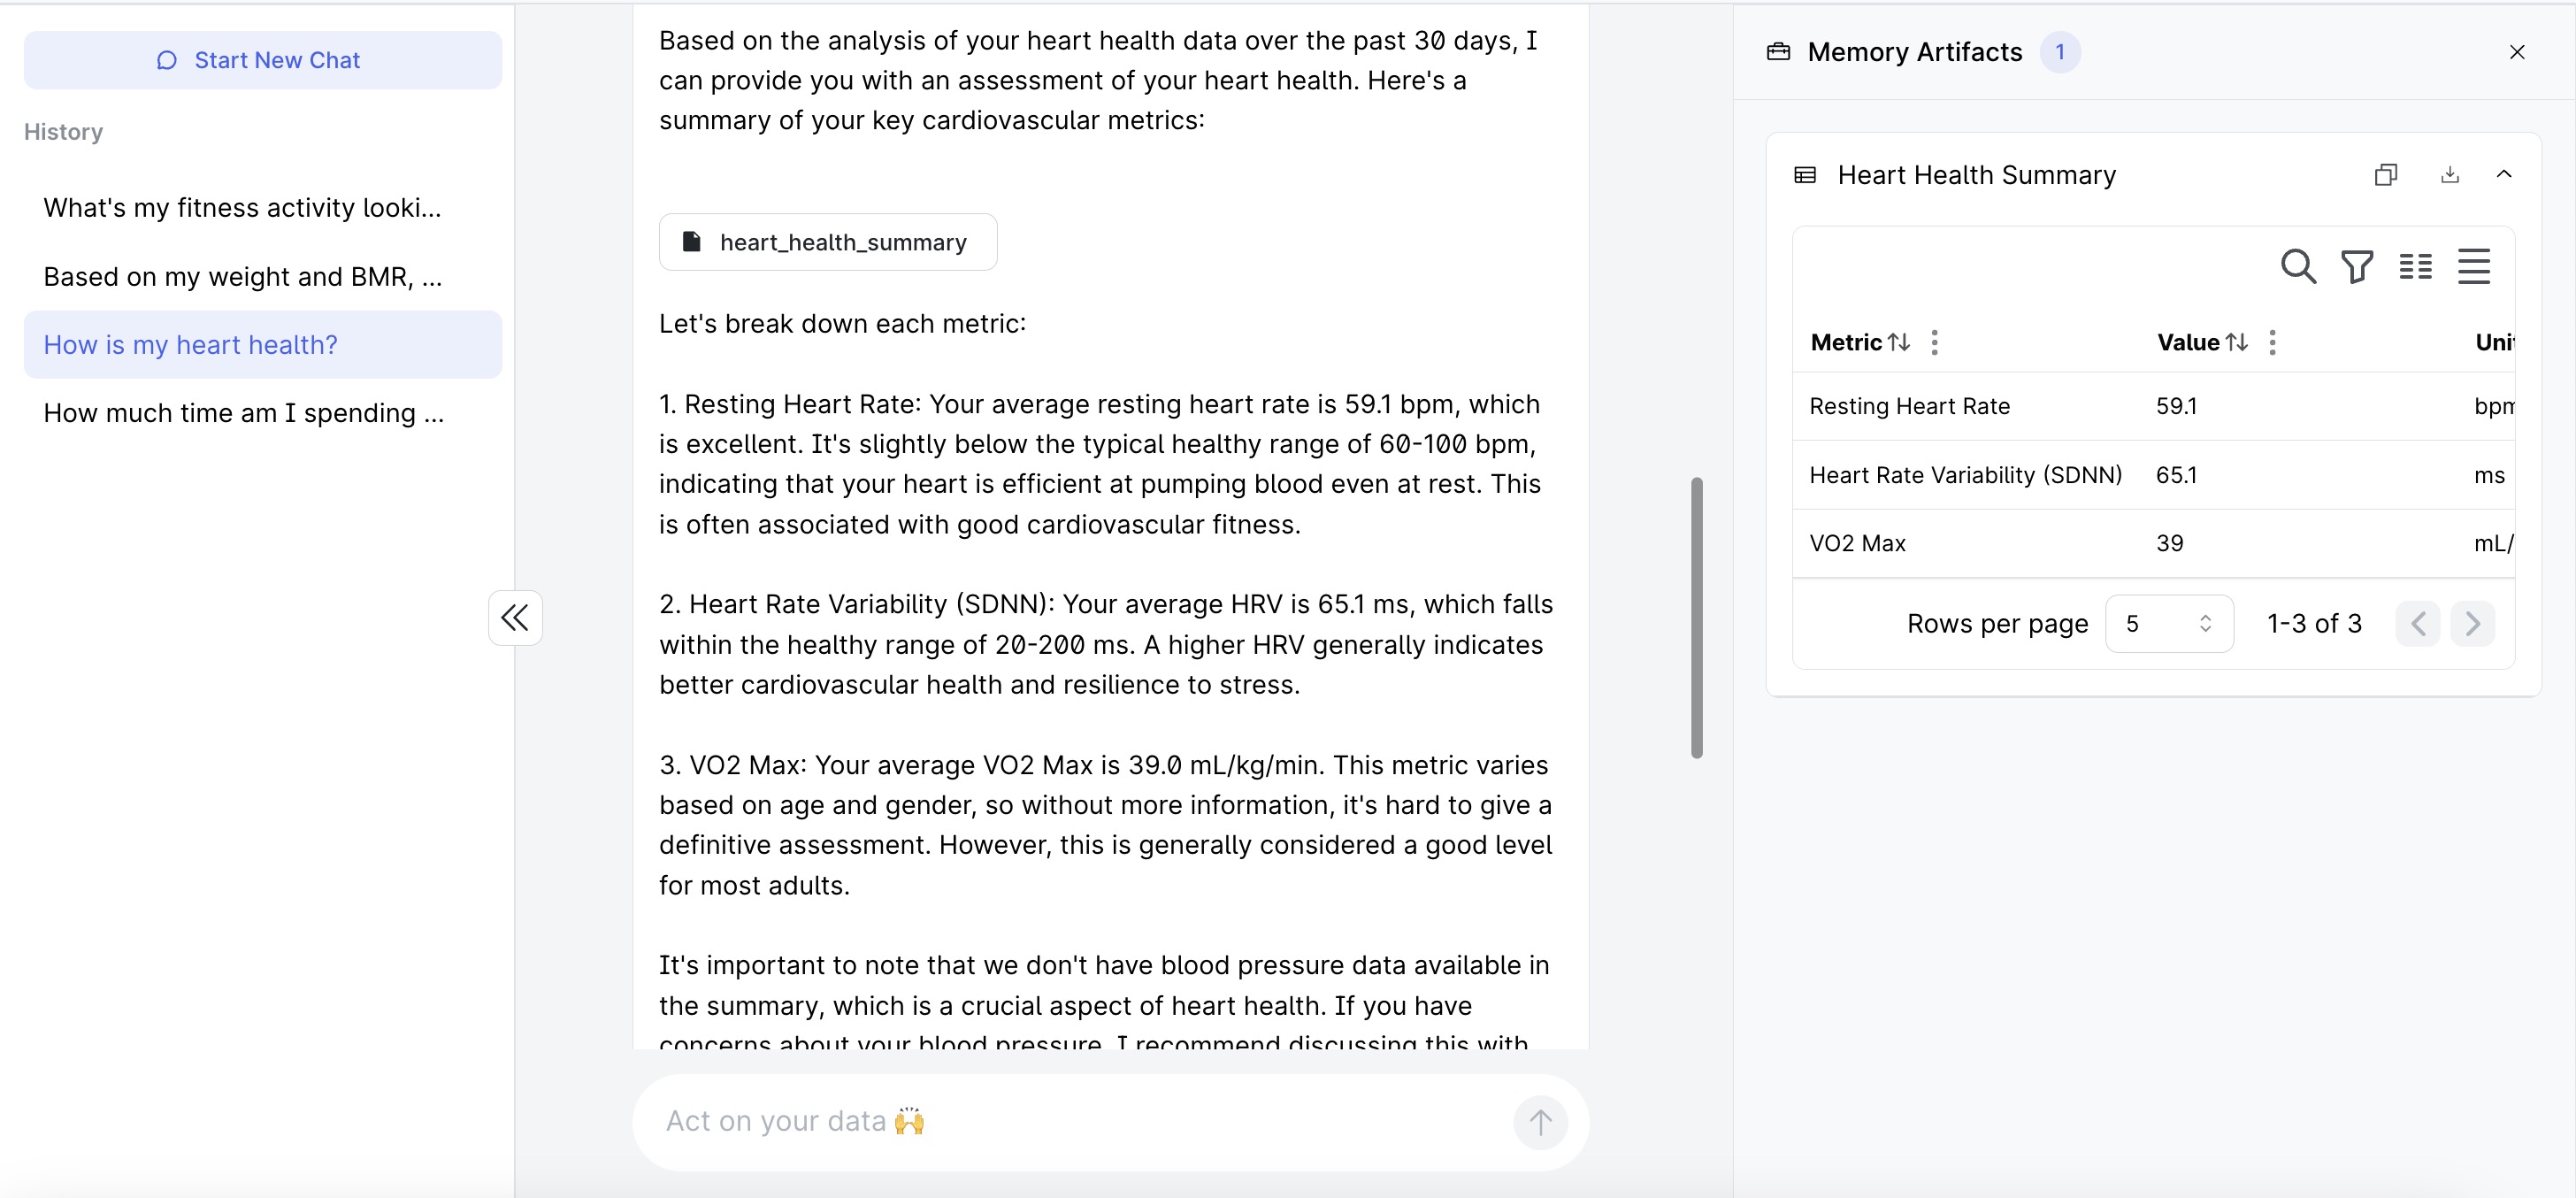 Start New Chat
History
What's my fitness activity looki...
Based on my weight and BMR, ...
How is my heart health?
How much time am I spending ...
Based on the analysis of your heart health data over the past 30 days, I
can provide you with an assessment of your heart health. Here's a
summary of your key cardiovascular metrics:
heart_health_summary
Let's break down each metric:
1. Resting Heart Rate: Your average resting heart rate is 59.1 bpm, which
is excellent. It's slightly below the typical healthy range of 60-100 bpm,
indicating that your heart is efficient at pumping blood even at rest. This
is often associated with good cardiovascular fitness.
2. Heart Rate Variability (SDNN): Your average HRV is 65.1 ms, which falls
within the healthy range of 20-200 ms. A higher HRV generally indicates
better cardiovascular health and resilience to stress.
3. VO2 Max: Your average VO2 Max is 39.0 mL/kg/min. This metric varies
based on age and gender, so without more information, it's hard to give a
definitive assessment. However, this is generally considered a good level
for most adults.
It's important to note that we don't have blood pressure data available in
the summary, which is a crucial aspect of heart health. If you have
concerns about your blood pressure, I recommend discussing this with
Act on your data 🙌
Memory Artifacts 1
Heart Health Summary
Metric Value Unit
Resting Heart Rate 59.1 bpm
Heart Rate Variability (SDNN) 65.1 ms
VO2 Max 39 mL/
Rows per page 5 1-3 of 3